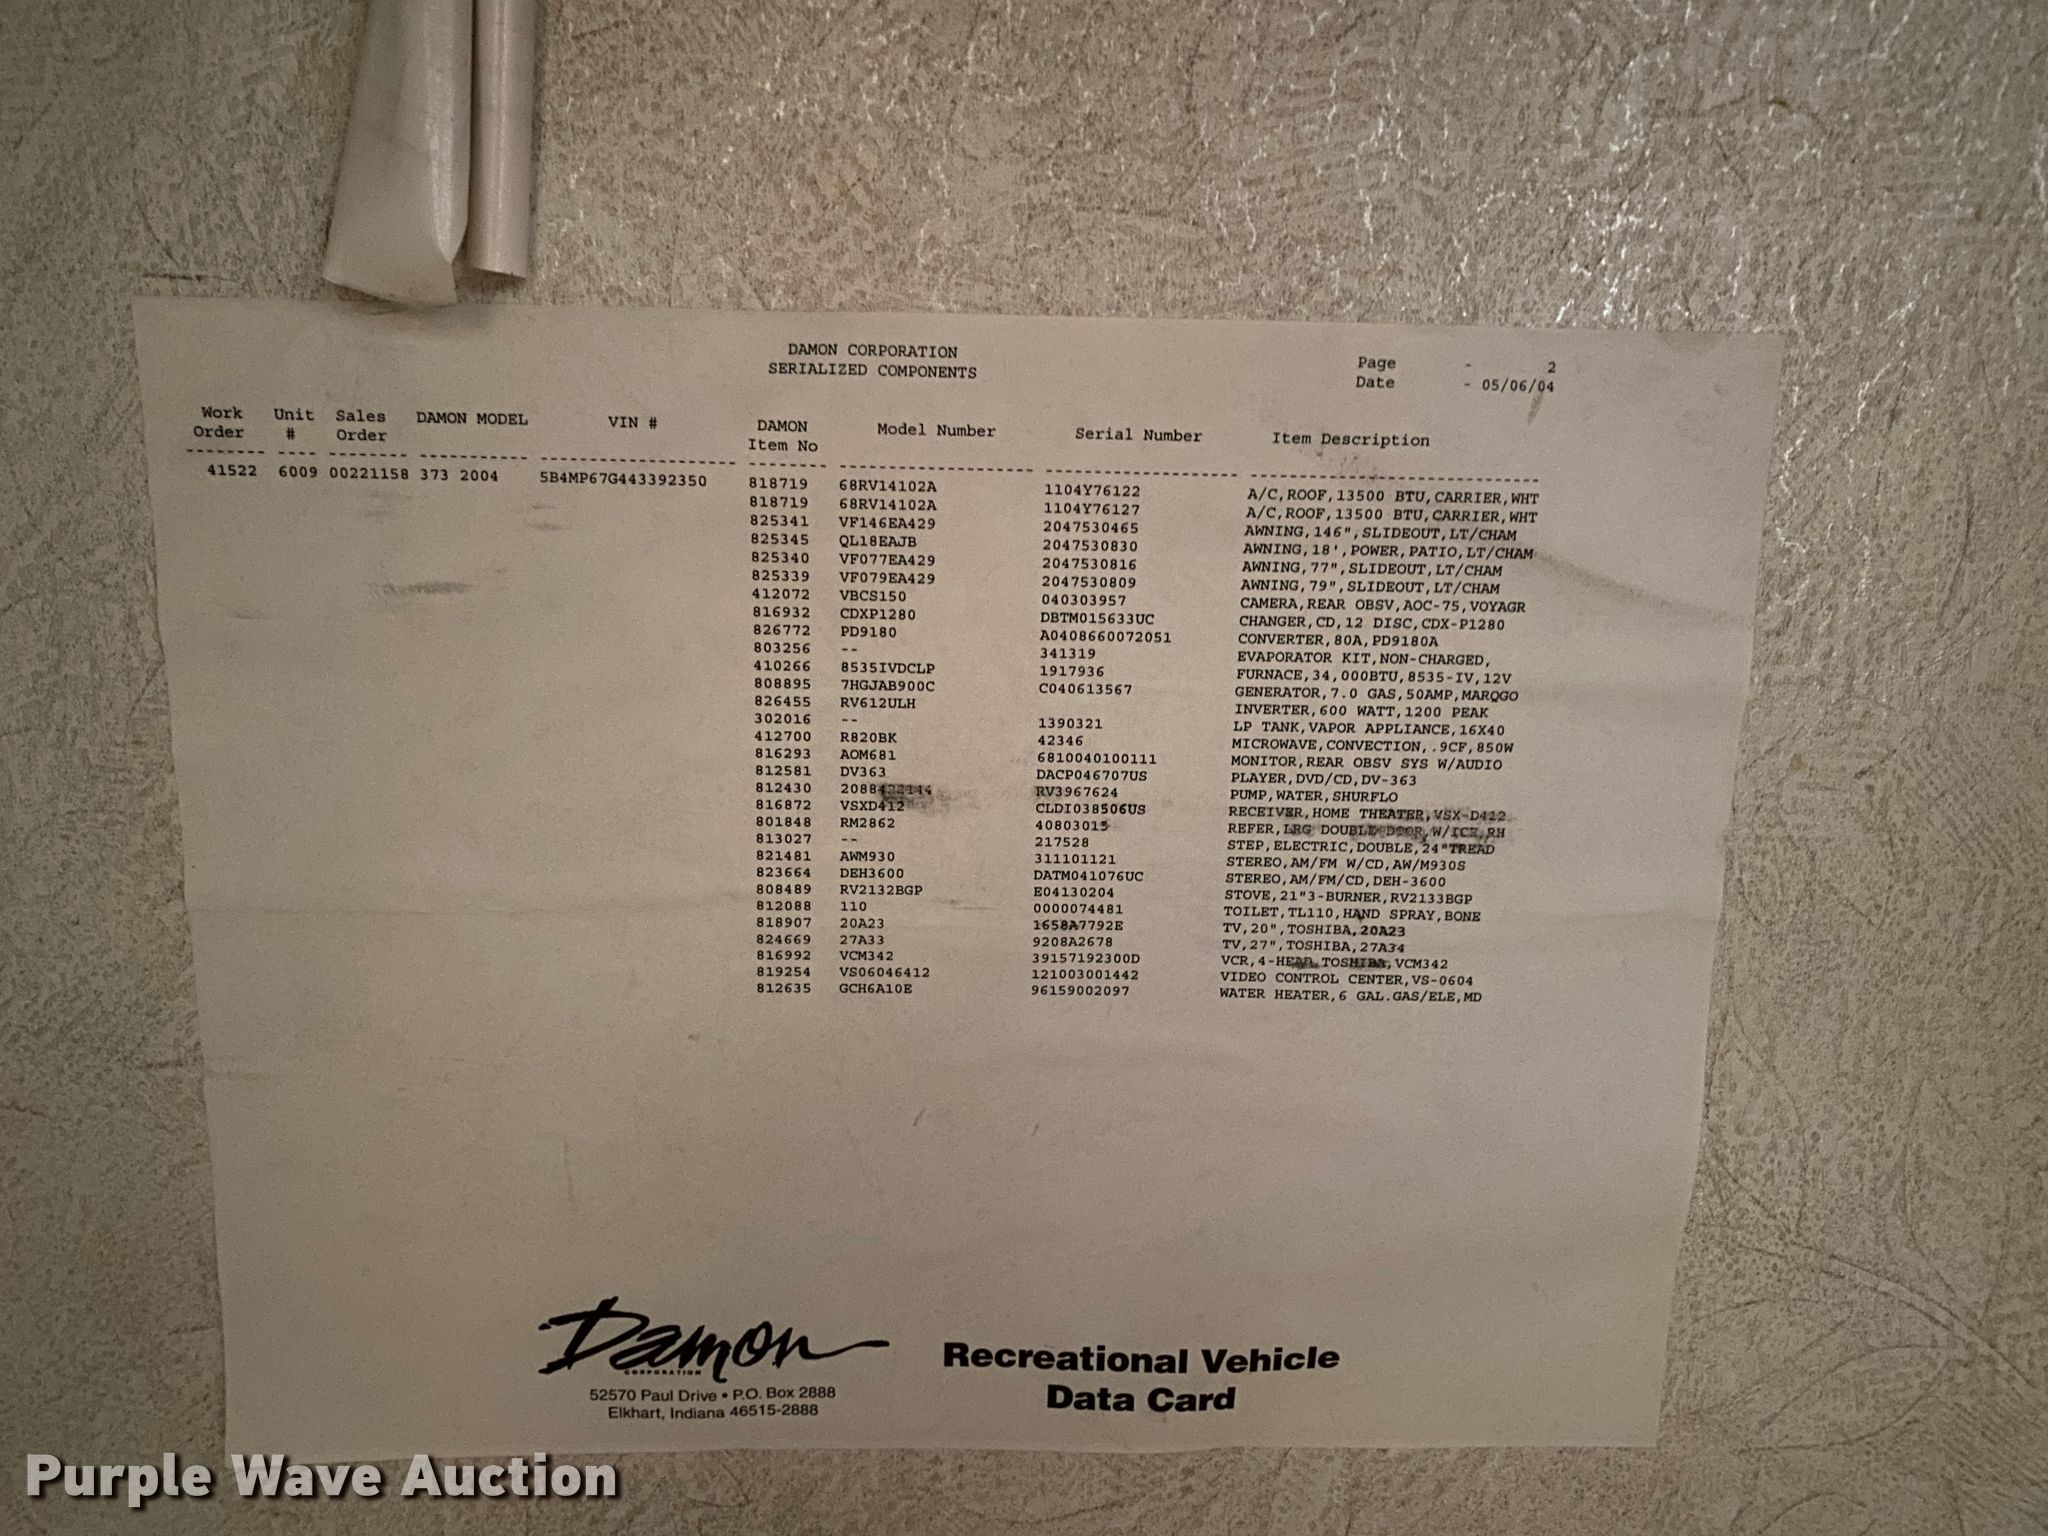 DAMON CORPORATION
SERIALIZED COMPONENTS
Page - 2
Date - 05/06/04
Work Order Unit # Sales Order DAMON MODEL VIN # DAMON Item No Model Number Serial Number Item Description
41522 6009 00221158 373 2004 5B4MP67G443392350 818719 68RV14102A 1104Y76122 A/C,ROOF,13500 BTU,CARRIER,WHT
818719 68RV14102A 1104Y76127 A/C,ROOF,13500 BTU,CARRIER,WHT
825341 VF146EA429 2047530465 AWNING,146",SLIDEOUT,LT/CHAM
825345 QL18EAJB 2047530830 AWNING,18',POWER,PATIO,LT/CHAM
825340 VF077EA429 2047530816 AWNING,77",SLIDEOUT,LT/CHAM
825339 VF079EA429 2047530809 AWNING,79",SLIDEOUT,LT/CHAM
412072 VBCS150 040303957 CAMERA,REAR OBSV,AOC-75,VOYAGR
816932 CDXP1280 DBTM015633UC CHANGER,CD,12 DISC,CDX-P1280
826772 PD9180 A0408660072051 CONVERTER,80A,PD9180A
803256 -- 341319 EVAPORATOR KIT,NON-CHARGED,
410266 8535IVDCLP 1917936 FURNACE,34,000BTU,8535-IV,12V
808895 7HGJAB900C C040613567 GENERATOR,7.0 GAS,50AMP,MARQGO
826455 RV612ULH INVERTER,600 WATT,1200 PEAK
302016 -- 1390321 LP TANK,VAPOR APPLIANCE,16X40
412700 R820BK 42346 MICROWAVE,CONVECTION,.9CF,850W
816293 AOM681 6810040100111 MONITOR,REAR OBSV SYS W/AUDIO
812581 DV363 DACP046707US PLAYER,DVD/CD,DV-363
812430 RV3967624 PUMP,WATER,SHURFLO
816872 VSXD412 CLDI038506US RECEIVER,HOME THEATER,VSX-D412
801848 RM2862 40803015 REFER,LRG DOUBLE DOOR,W/ICE,RH
813027 -- 217528 STEP,ELECTRIC,DOUBLE,24"TREAD
821481 AWM930 311101121 STEREO,AM/FM W/CD,AW/M930S
823664 DEH3600 DATM041076UC STEREO,AM/FM/CD,DEH-3600
808489 RV2132BGP E04130204 STOVE,21"3-BURNER,RV2133BGP
812088 110 0000074481 TOILET,TL110,HAND SPRAY,BONE
818907 20A23 1658A7792E TV,20",TOSHIBA,20A23
824669 27A33 9208A2678 TV,27",TOSHIBA,27A34
816992 VCM342 39157192300D VCR,4-HEAD,TOSHIBA,VCM342
819254 VS06046412 121003001442 VIDEO CONTROL CENTER,VS-0604
812635 GCH6A10E 96159002097 WATER HEATER,6 GAL.GAS/ELE,MD
Damon
CORPORATION
52570 Paul Drive • P.O. Box 2888
Elkhart, Indiana 46515-2888
Recreational Vehicle
Data Card
Purple Wave Auction